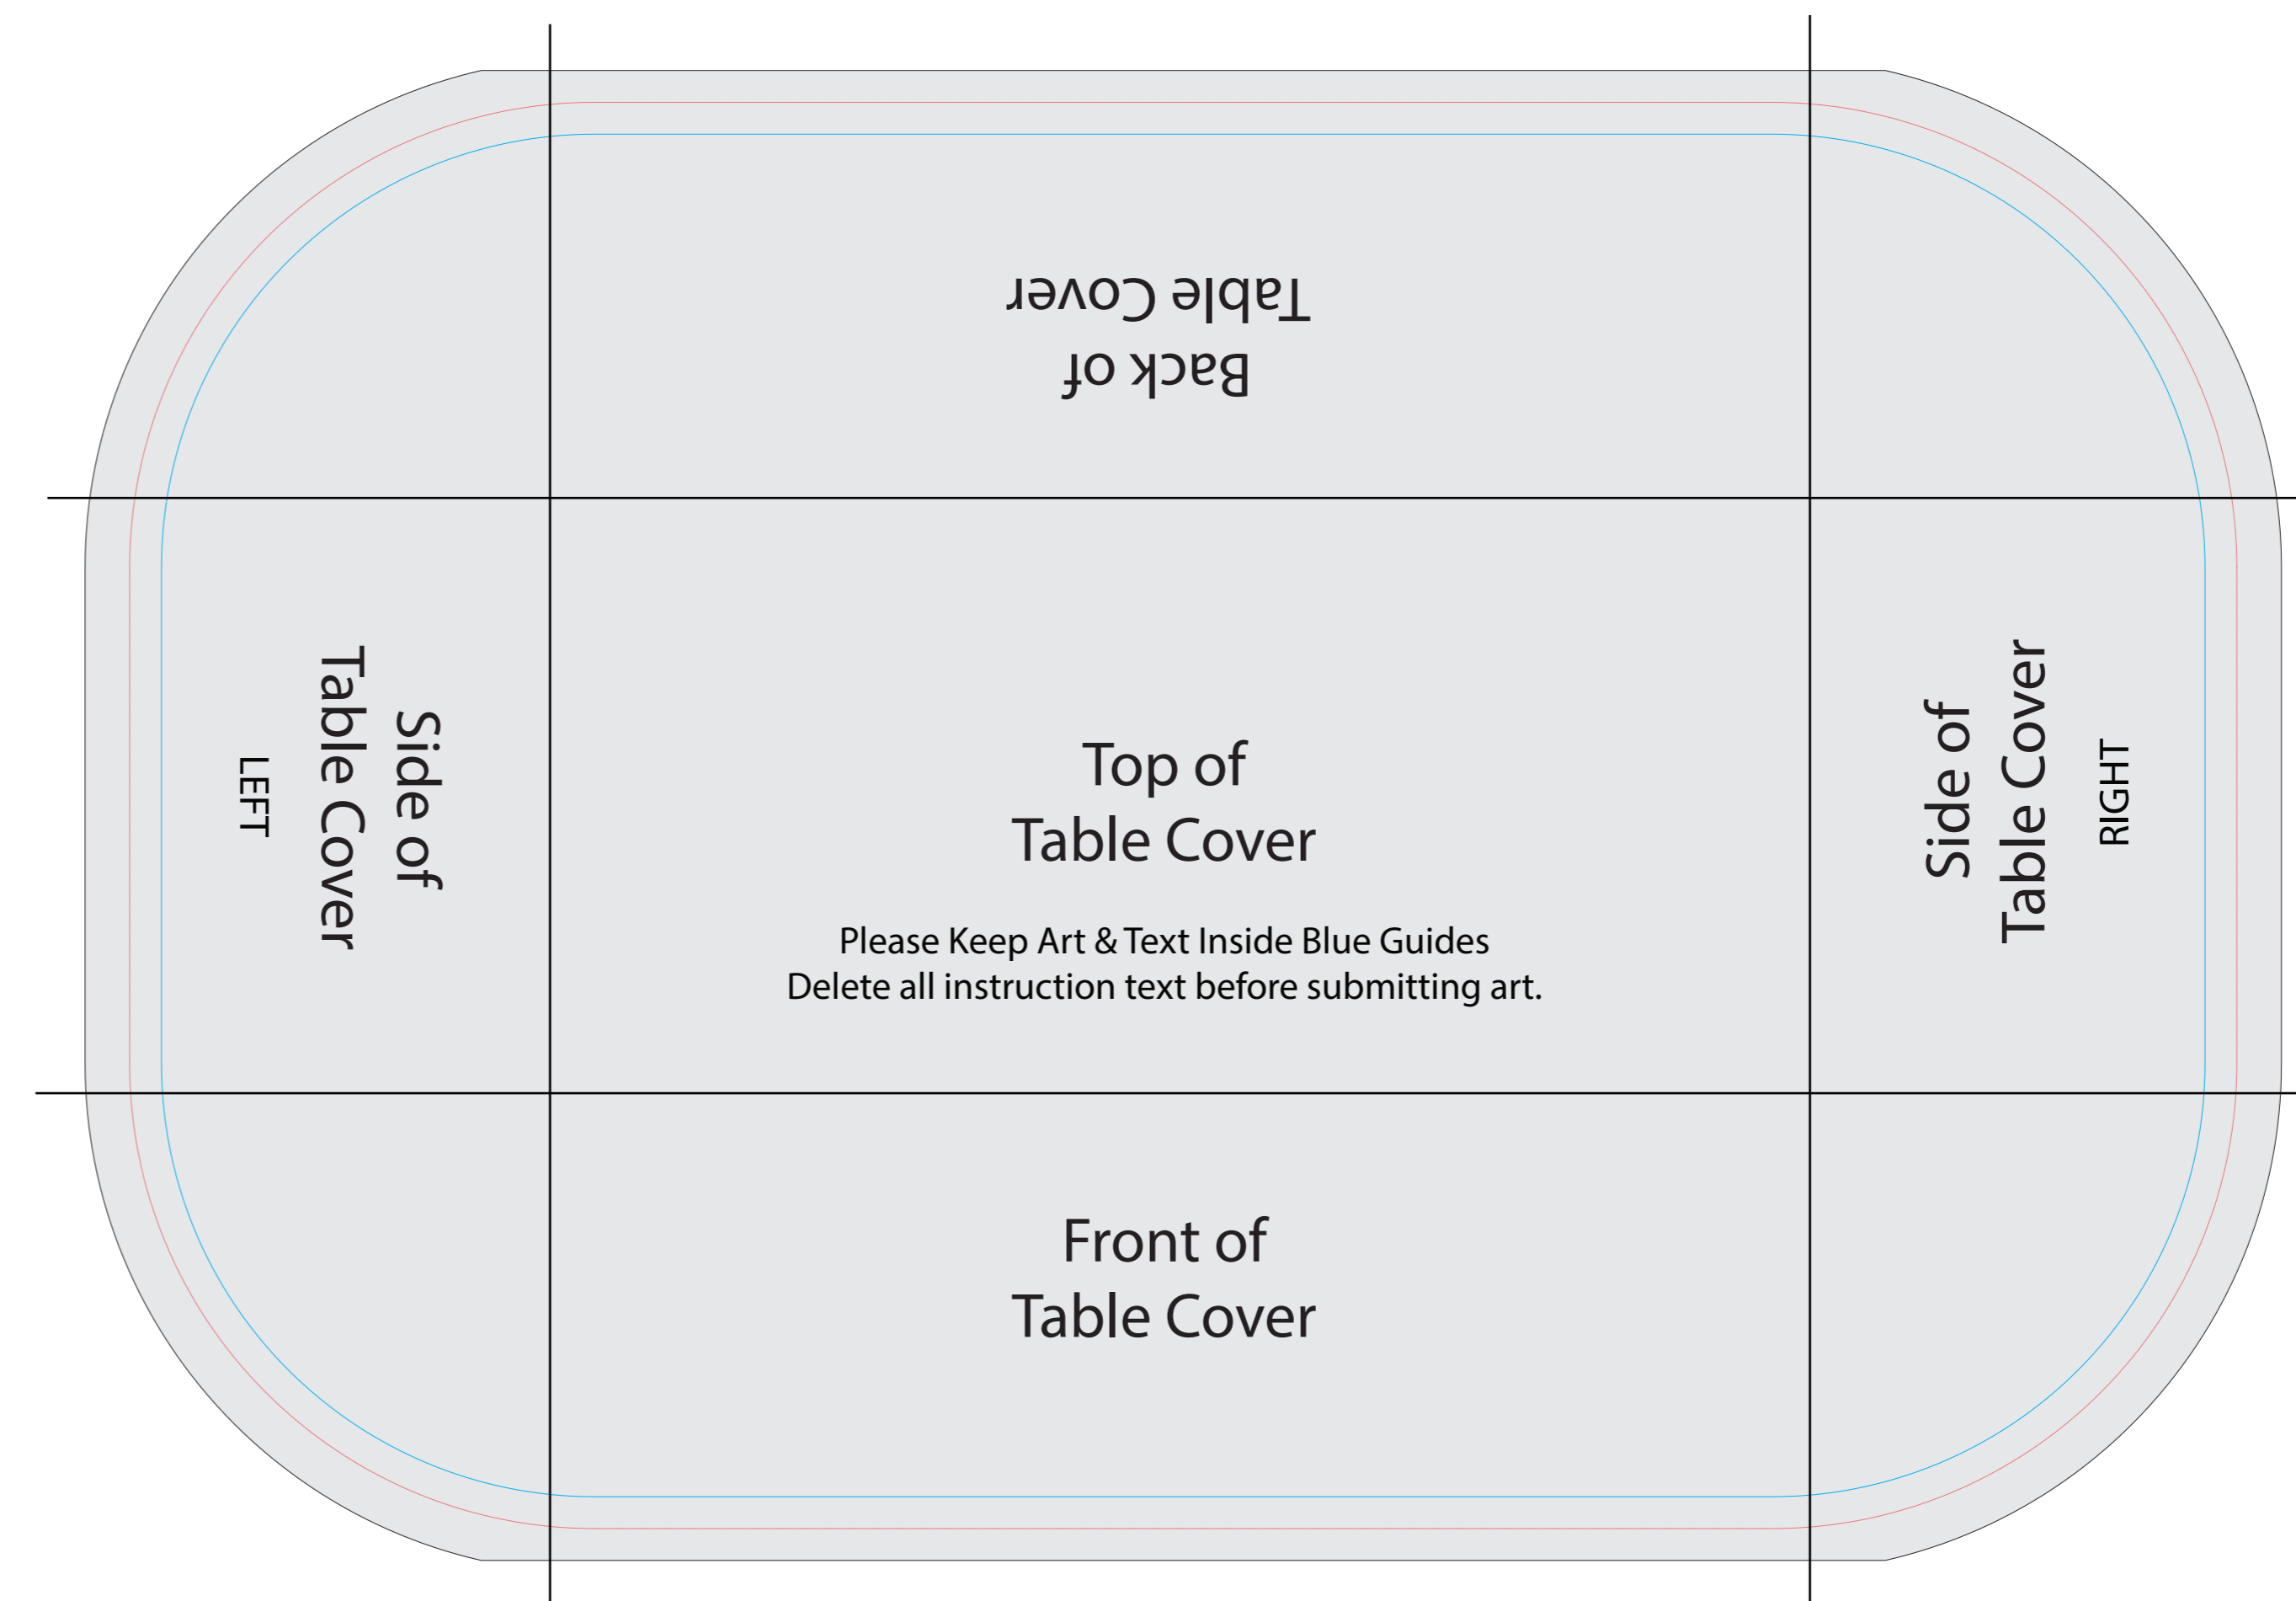 Back of
Table Cover
Side of
Table Cover
LEFT
Top of
Table Cover
Please Keep Art & Text Inside Blue Guides
Delete all instruction text before submitting art.
Side of
Table Cover
RIGHT
Front of
Table Cover